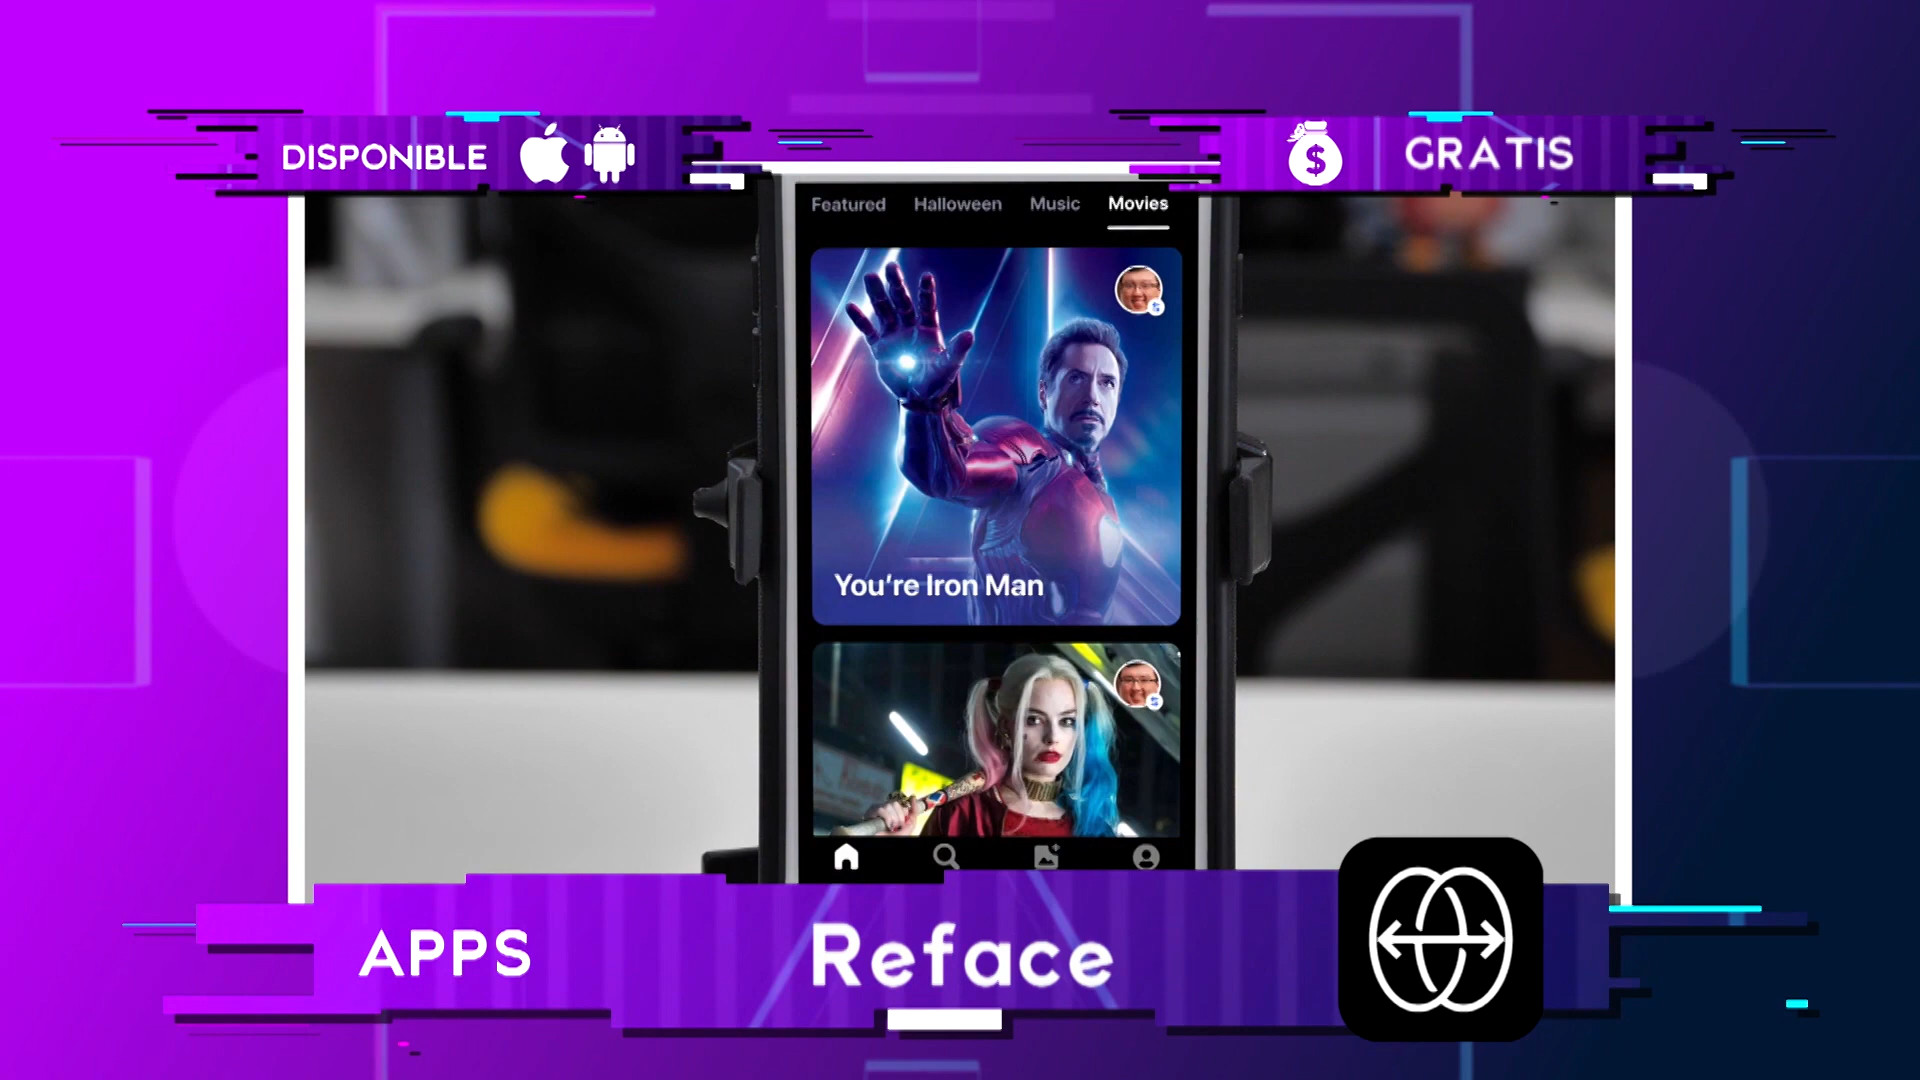 DISPONIBLE
$
GRATIS
Featured Halloween Music Movies
You're Iron Man
APPS
Reface